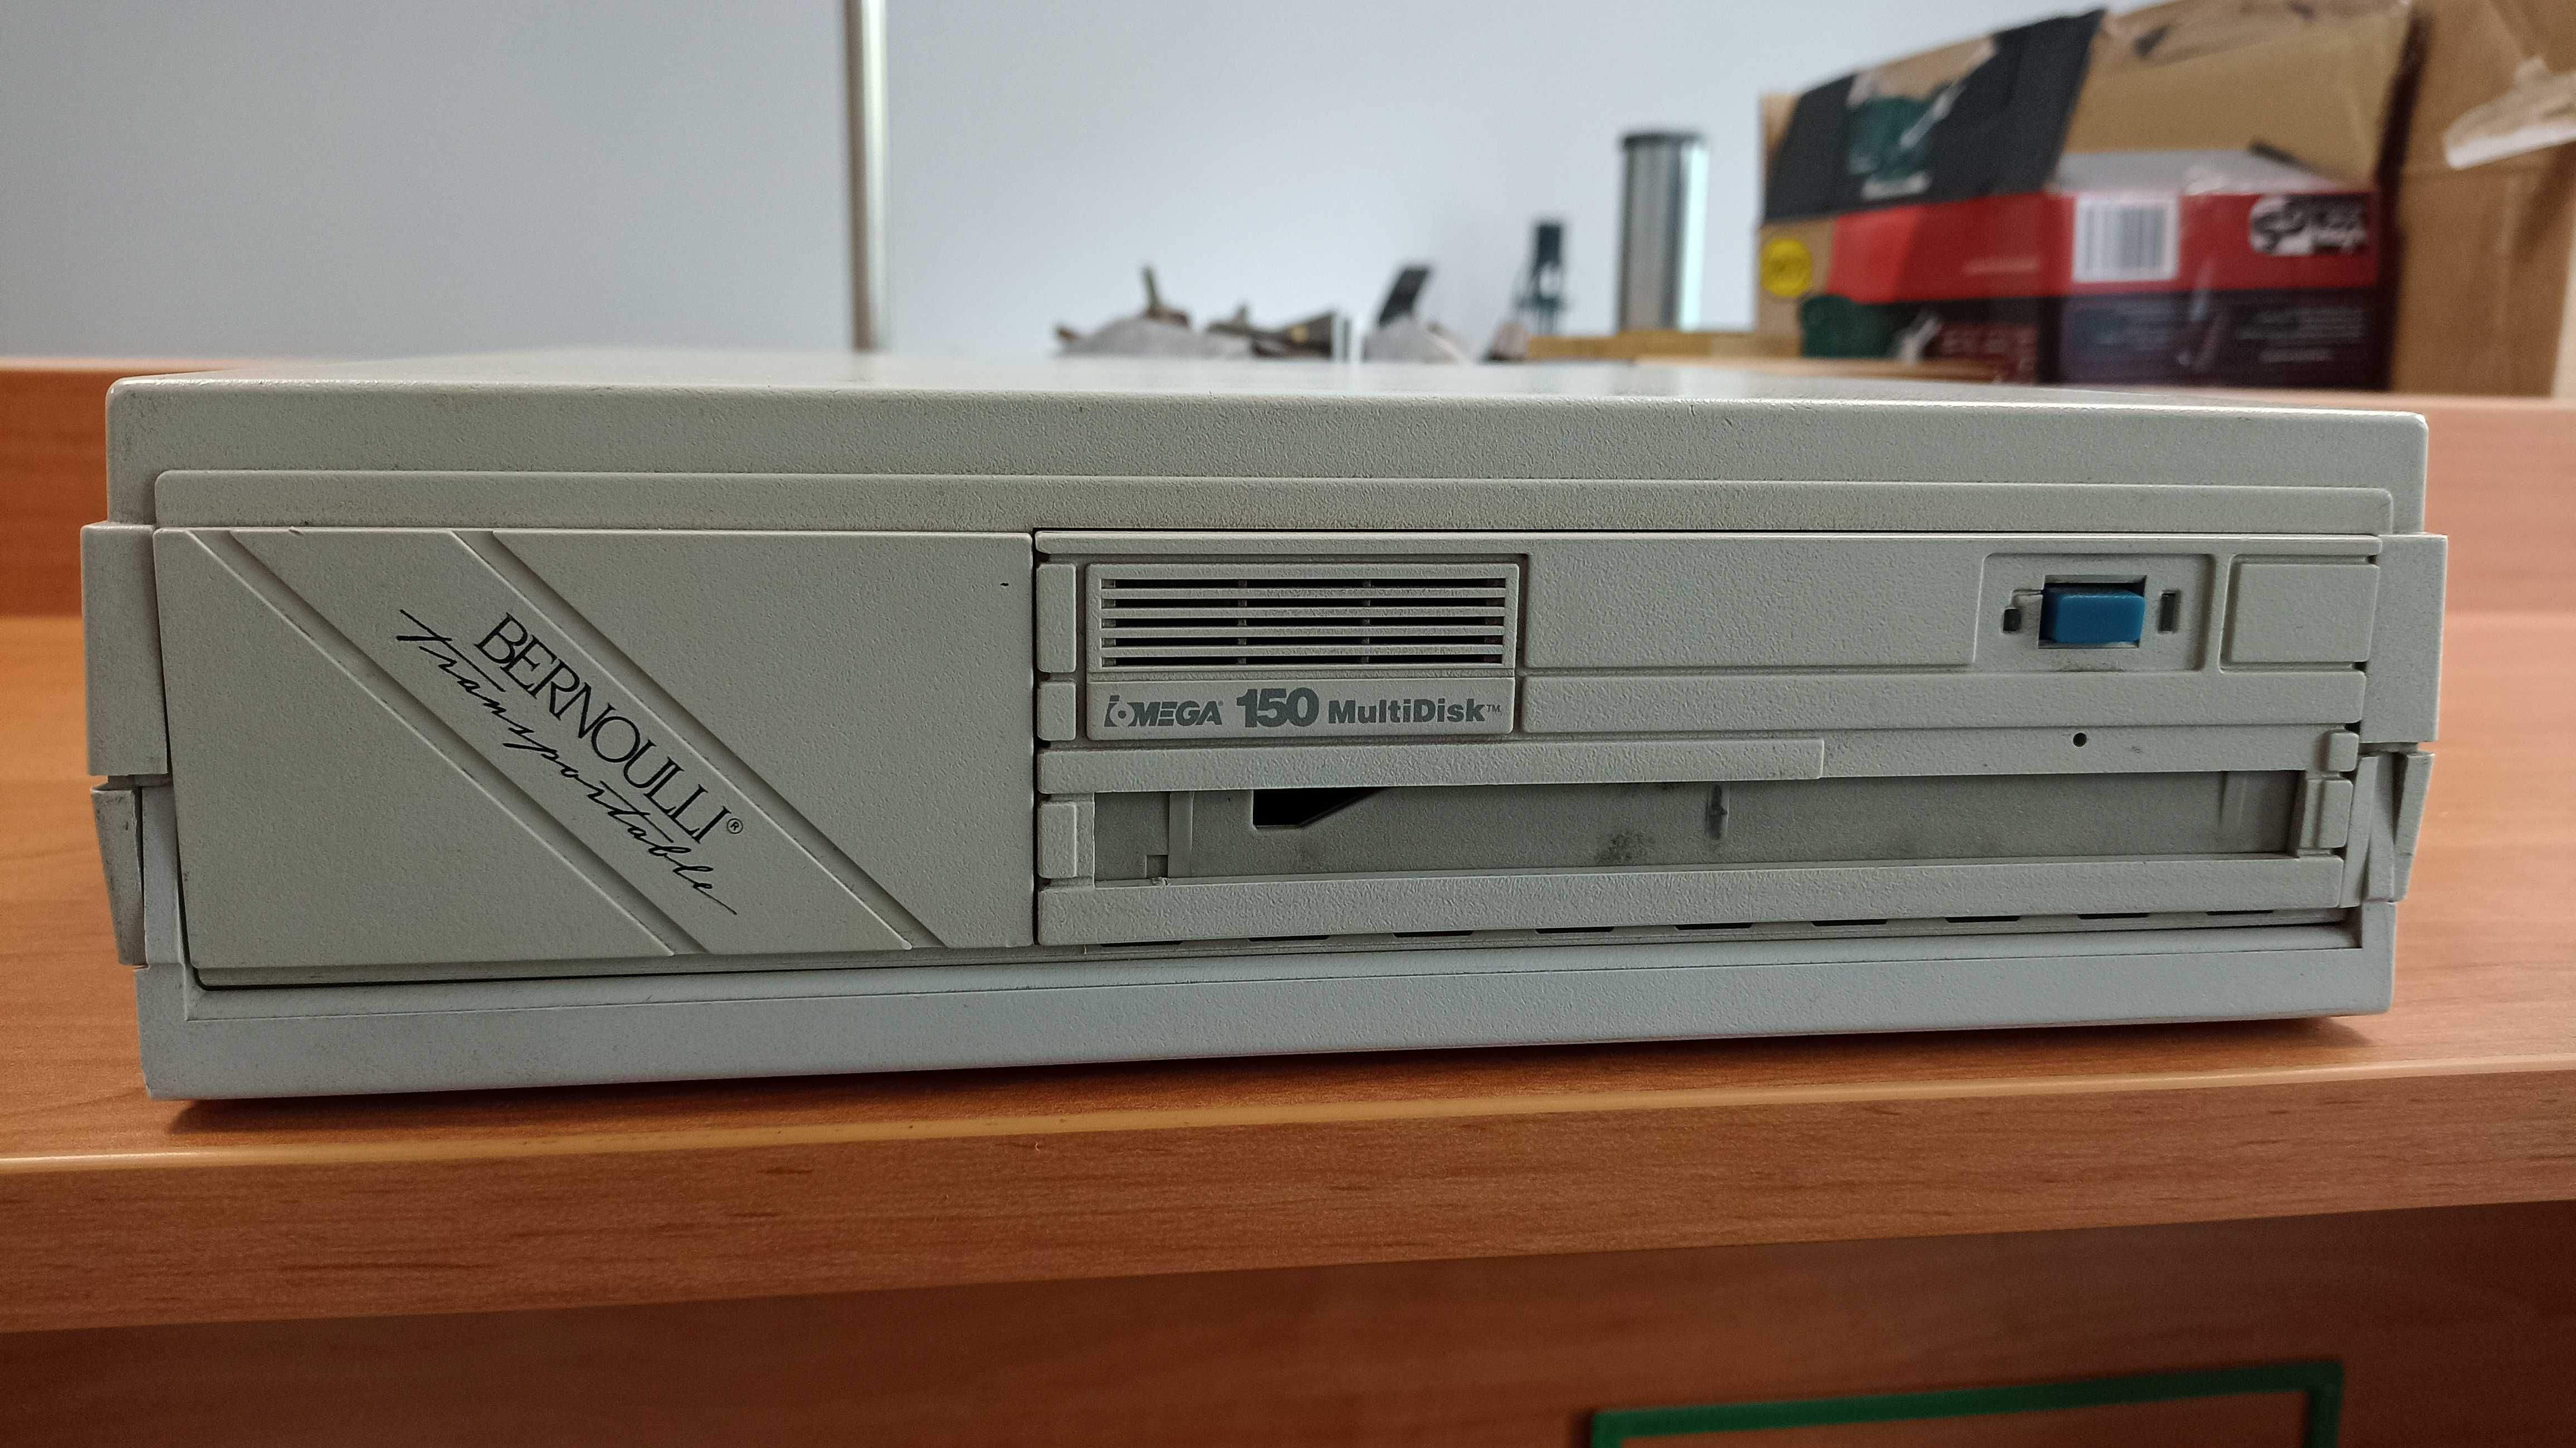 BERNOULLI®
transportable
iOMEGA® 150 MultiDisk™